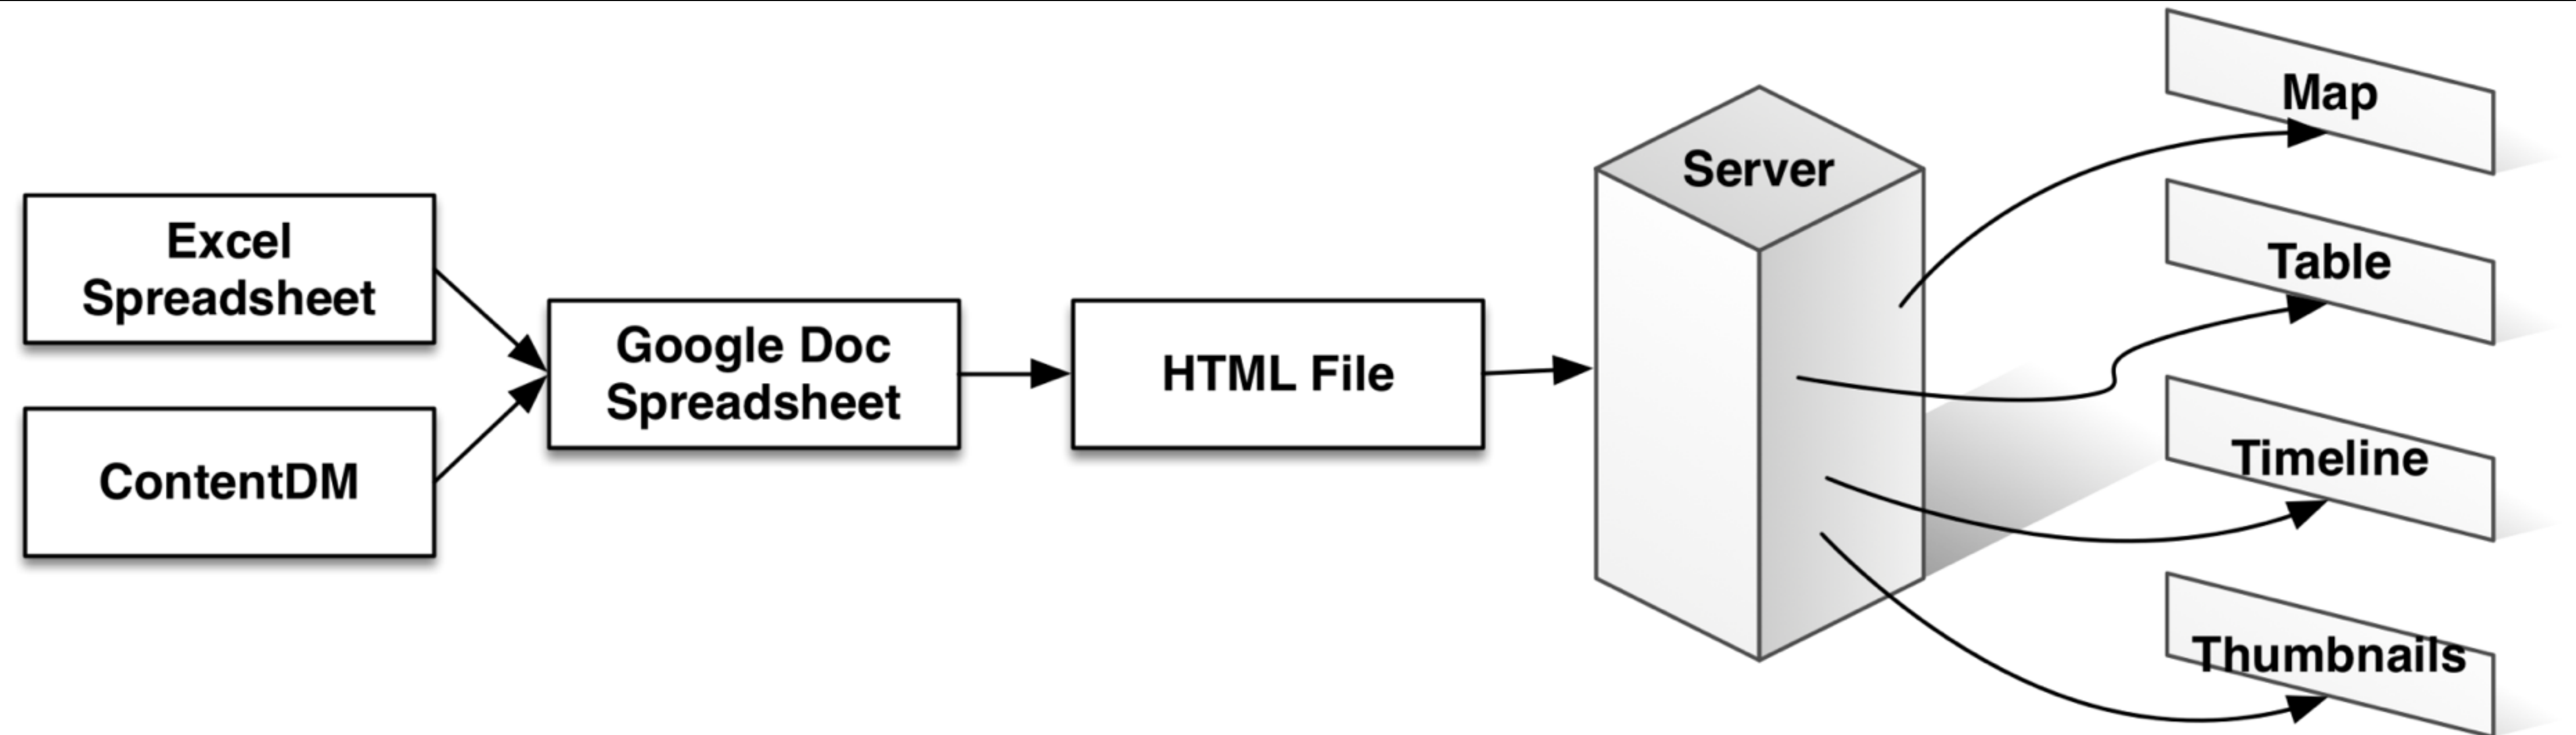 Excel
Spreadsheet
ContentDM
Google Doc
Spreadsheet
HTML File
Server
Map
Table
Timeline
Thumbnails